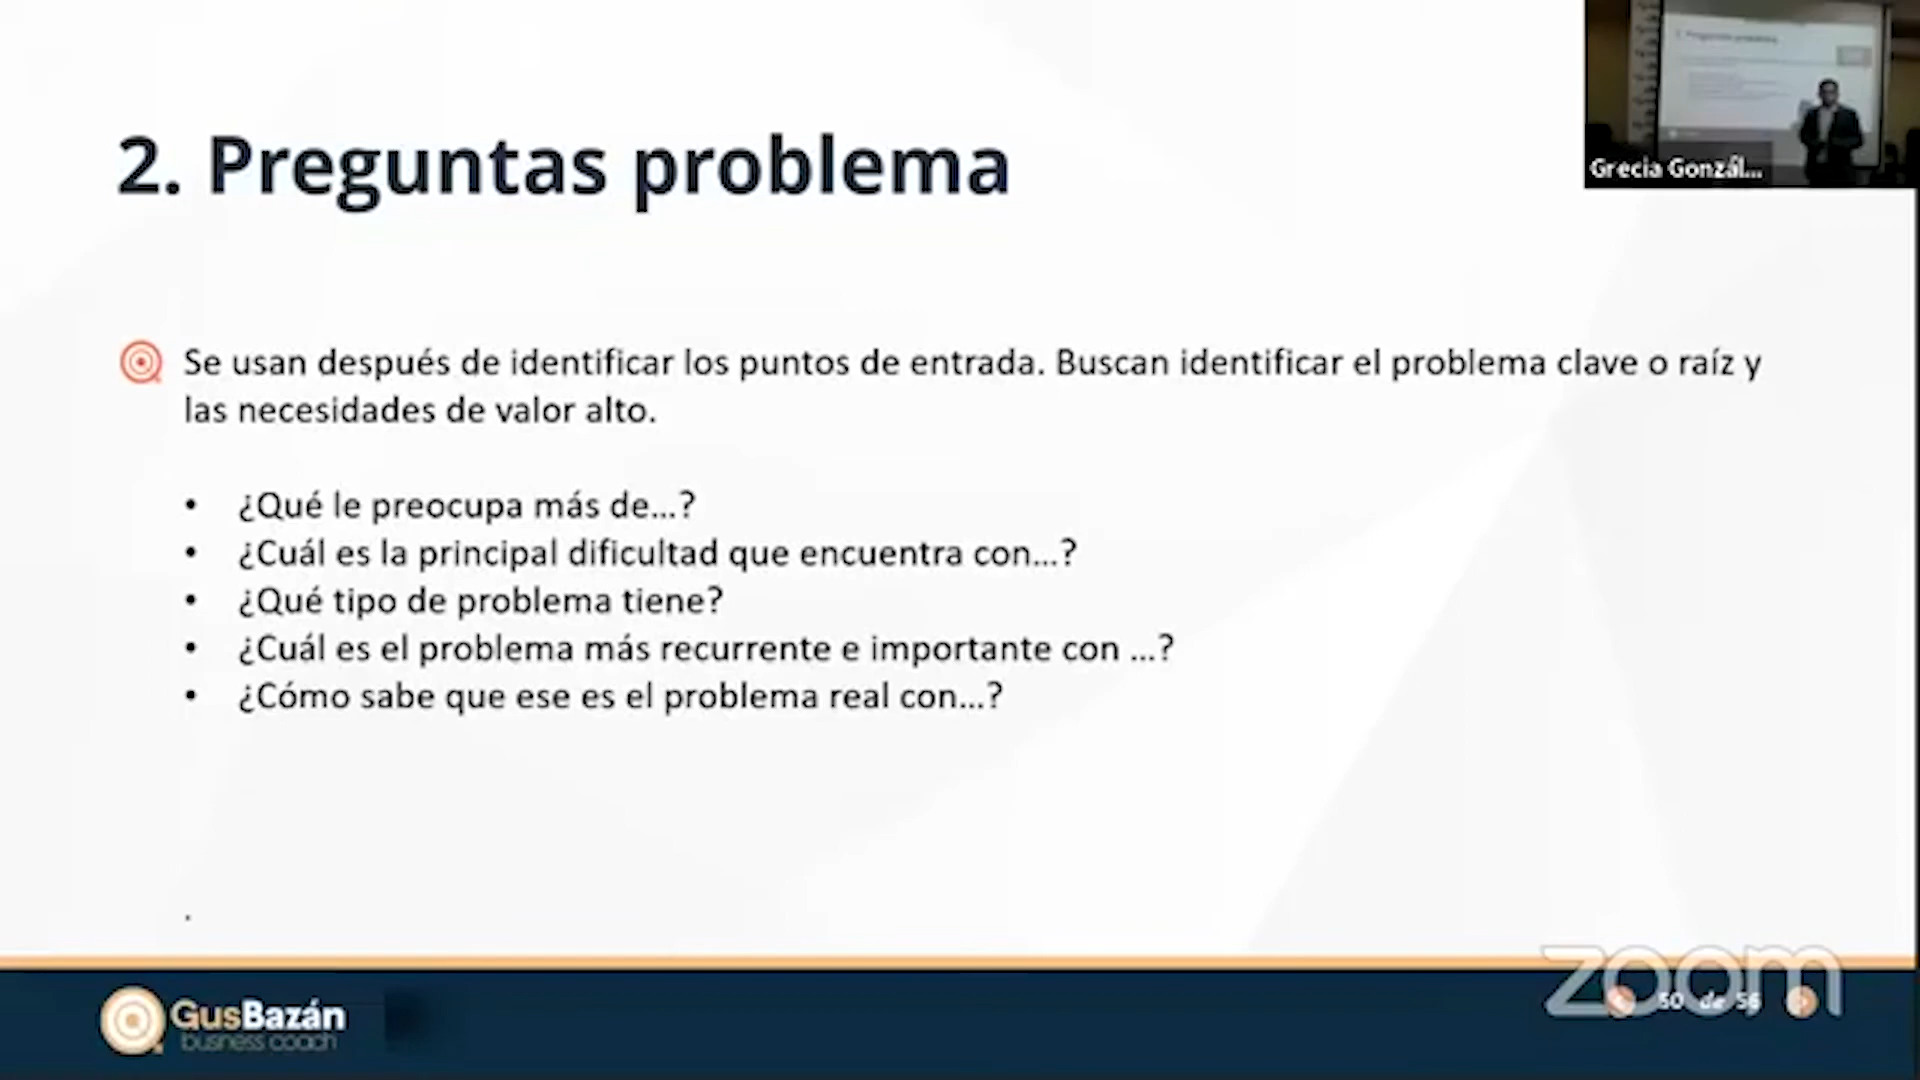 2. Preguntas problema
Grecia Gonzál...
Se usan después de identificar los puntos de entrada. Buscan identificar el problema clave o raíz y
las necesidades de valor alto.
• ¿Qué le preocupa más de...?
• ¿Cuál es la principal dificultad que encuentra con...?
• ¿Qué tipo de problema tiene?
• ¿Cuál es el problema más recurrente e importante con ...?
• ¿Cómo sabe que ese es el problema real con...?
.
GusBazán
business coach
zoom
50 de 56